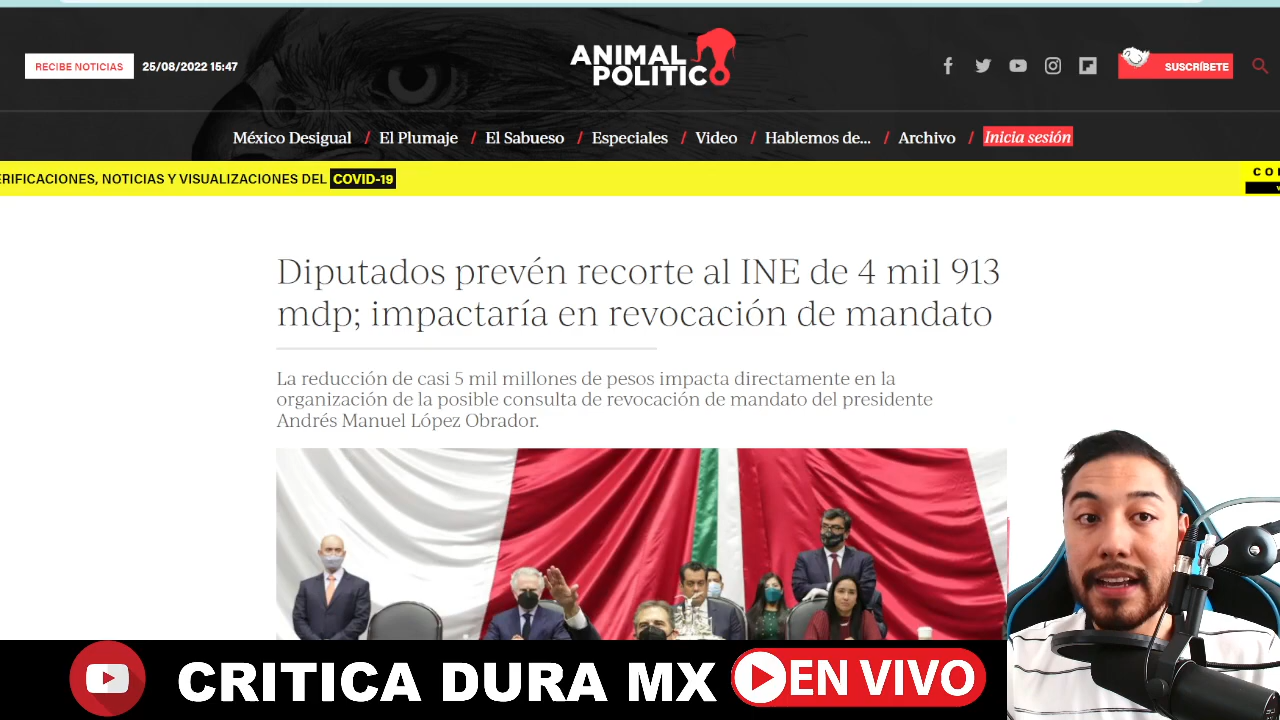 RECIBE NOTICIAS
25/08/2022 15:47
ANIMAL
POLITICO
SUSCRÍBETE
México Desigual / El Plumaje / El Sabueso / Especiales / Video / Hablemos de... / Archivo / Inicia sesión
ERIFICACIONES, NOTICIAS Y VISUALIZACIONES DEL COVID-19
Diputados prevén recorte al INE de 4 mil 913
mdp; impactaría en revocación de mandato
La reducción de casi 5 mil millones de pesos impacta directamente en la
organización de la posible consulta de revocación de mandato del presidente
Andrés Manuel López Obrador.
CRITICA DURA MX EN VIVO